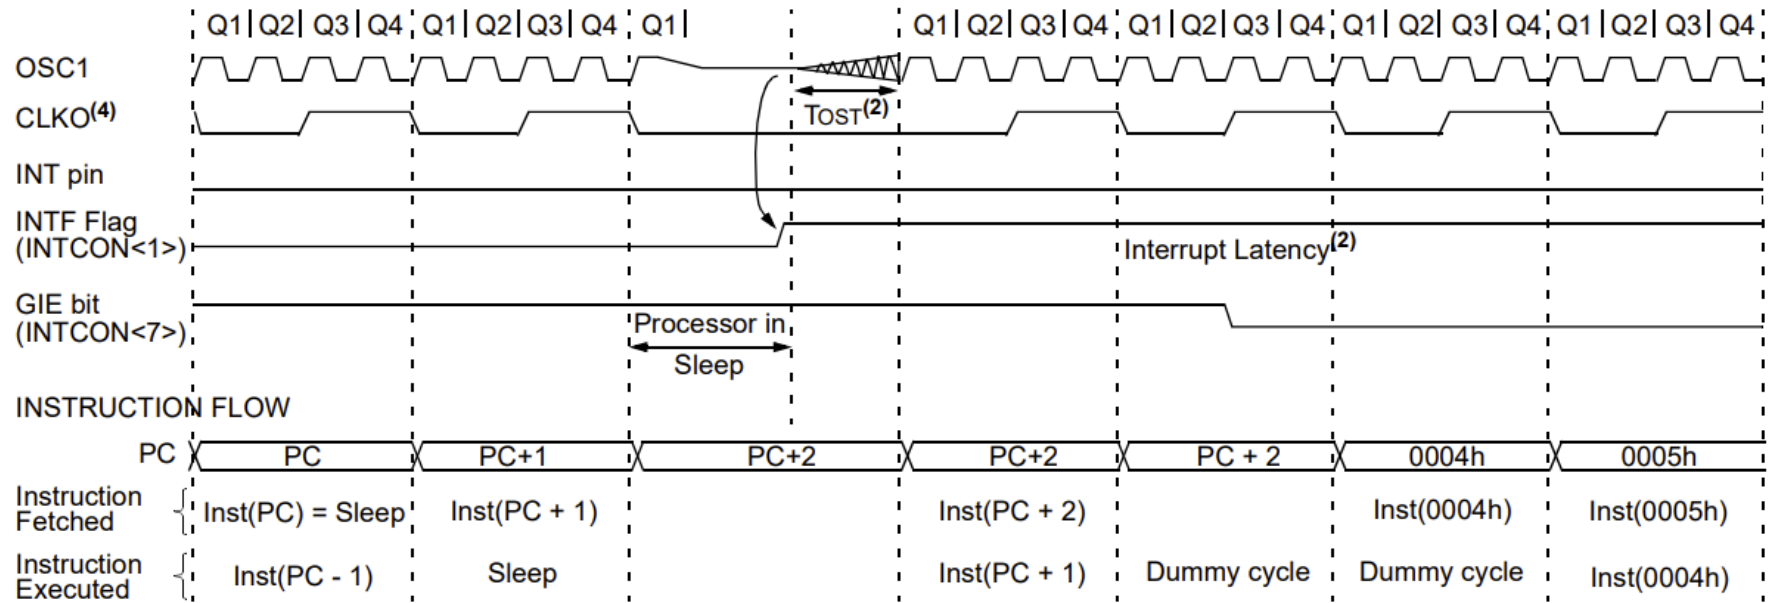 Q1| Q2| Q3| Q4| Q1| Q2| Q3| Q4| Q1| Q1| Q2| Q3| Q4| Q1| Q2| Q3| Q4| Q1| Q2| Q3| Q4| Q1| Q2| Q3| Q4
OSC1
CLKO(4)
TOST(2)
INT pin
INTF Flag
(INTCON<1>)
Interrupt Latency(2)
GIE bit
(INTCON<7>)
Processor in
Sleep
INSTRUCTION FLOW
PC PC PC+1 PC+2 PC+2 PC + 2 0004h 0005h
Instruction
Fetched
Inst(PC) = Sleep Inst(PC + 1) Inst(PC + 2) Inst(0004h) Inst(0005h)
Instruction
Executed
Inst(PC - 1) Sleep Inst(PC + 1) Dummy cycle Dummy cycle Inst(0004h)